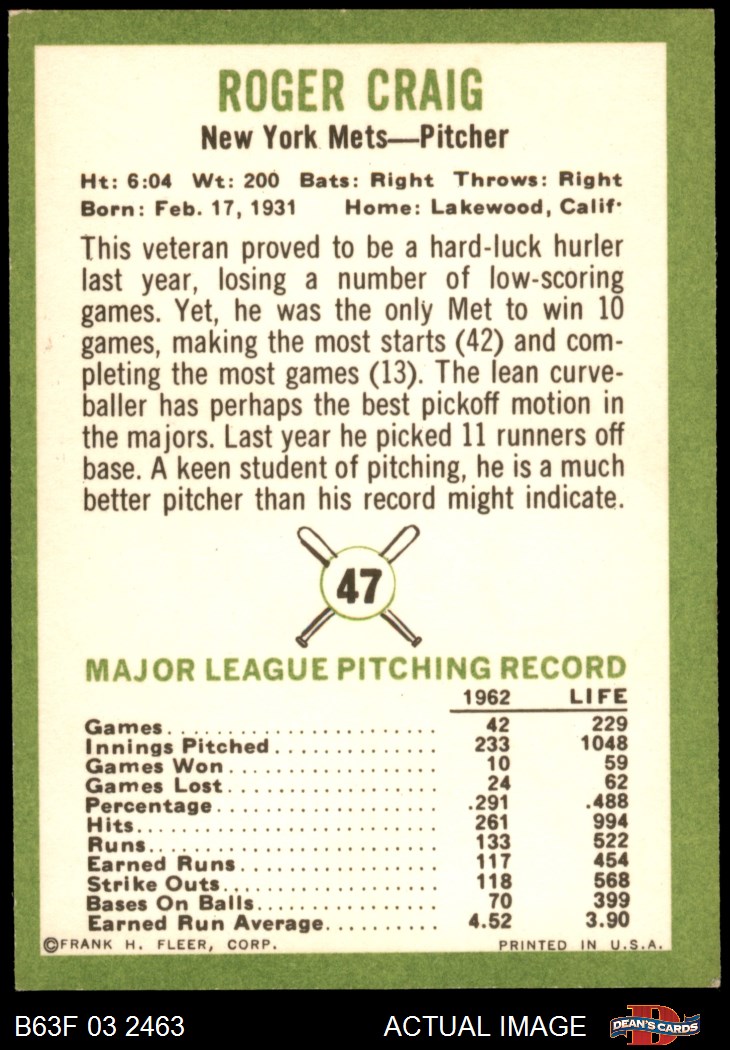 ROGER CRAIG
New York Mets—Pitcher
Ht: 6:04 Wt: 200 Bats: Right Throws: Right
Born: Feb. 17, 1931 Home: Lakewood, Calif.
This veteran proved to be a hard-luck hurler
last year, losing a number of low-scoring
games. Yet, he was the only Met to win 10
games, making the most starts (42) and com-
pleting the most games (13). The lean curve-
baller has perhaps the best pickoff motion in
the majors. Last year he picked 11 runners off
base. A keen student of pitching, he is a much
better pitcher than his record might indicate.
47
MAJOR LEAGUE PITCHING RECORD
1962 LIFE
Games.......................... 42 229
Innings Pitched................ 233 1048
Games Won..................... 10 59
Games Lost..................... 24 62
Percentage...................... .291 .488
Hits............................. 261 994
Runs............................ 133 522
Earned Runs................... 117 454
Strike Outs..................... 118 568
Bases On Balls................. 70 399
Earned Run Average.......... 4.52 3.90
©FRANK H. FLEER, CORP. PRINTED IN U.S.A.
B63F 03 2463 ACTUAL IMAGE DEAN'S CARDS